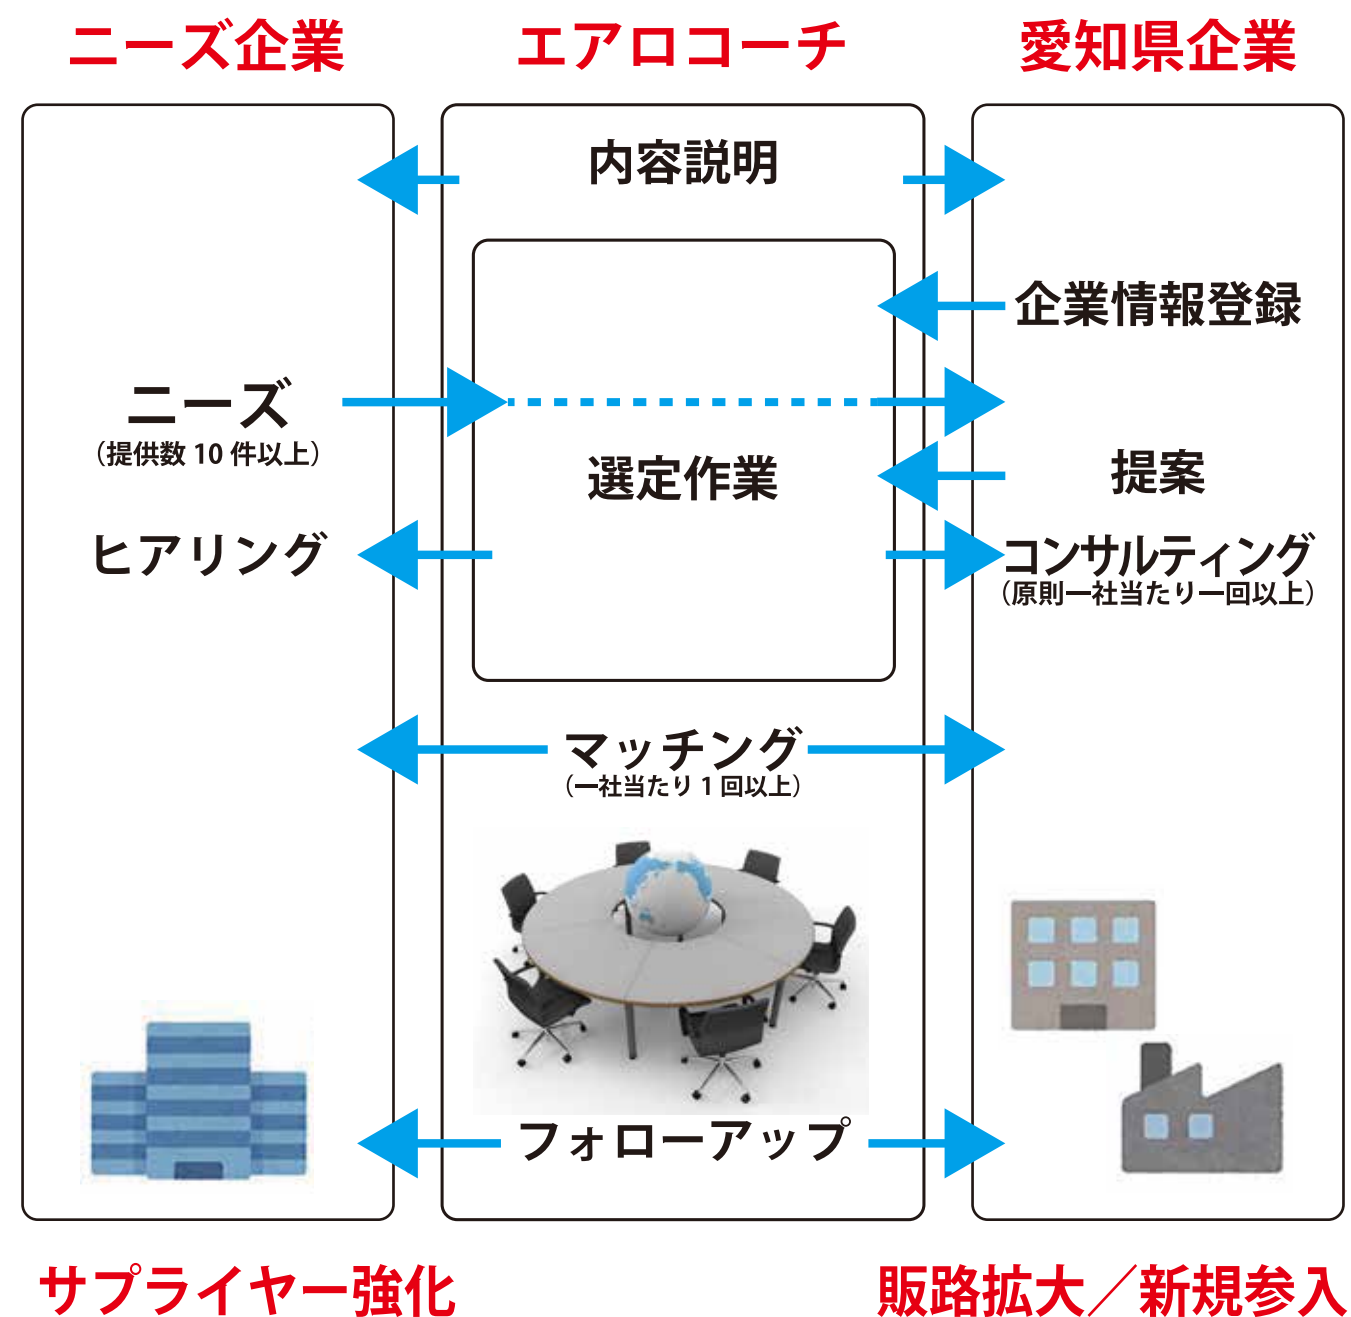 ニーズ企業
エアロコーチ
愛知県企業
内容説明
企業情報登録
ニーズ
（提供数 10 件以上）
選定作業
提案
ヒアリング
コンサルティング
（原則一社当たり一回以上）
マッチング
（一社当たり 1 回以上）
フォローアップ
サプライヤー強化
販路拡大／新規参入